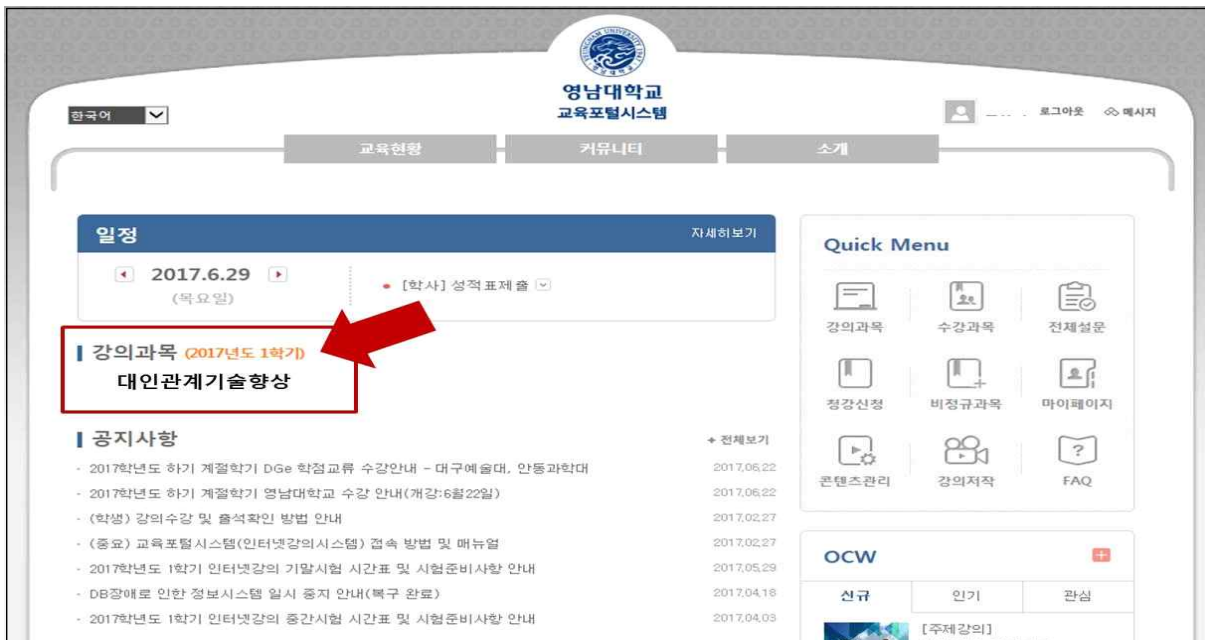 영남대학교
교육포털시스템
한국어
로그아웃 메시지
교육현황 커뮤니티 소개
일정 자세히보기
2017.6.29
(목요일)
[학사] 성적표제출
강의과목 (2017년도 1학기)
대인관계기술향상
공지사항 + 전체보기
· 2017학년도 하기 계절학기 DGe 학점교류 수강안내 - 대구예술대, 안동과학대 2017,06,22
· 2017학년도 하기 계절학기 영남대학교 수강 안내(개강:6월22일) 2017,06,22
· (학생) 강의수강 및 출석확인 방법 안내 2017,02,27
· (중요) 교육포털시스템(인터넷강의시스템) 접속 방법 및 매뉴얼 2017,02,27
· 2017학년도 1학기 인터넷강의 기말시험 시간표 및 시험준비사항 안내 2017,05,29
· DB장애로 인한 정보시스템 일시 중지 안내(복구 완료) 2017,04,18
· 2017학년도 1학기 인터넷강의 중간시험 시간표 및 시험준비사항 안내 2017,04,03
Quick Menu
강의과목 수강과목 전체설문
청강신청 비정규과목 마이페이지
콘텐츠관리 강의저작 FAQ
OCW
신규 인기 관심
[주제강의]